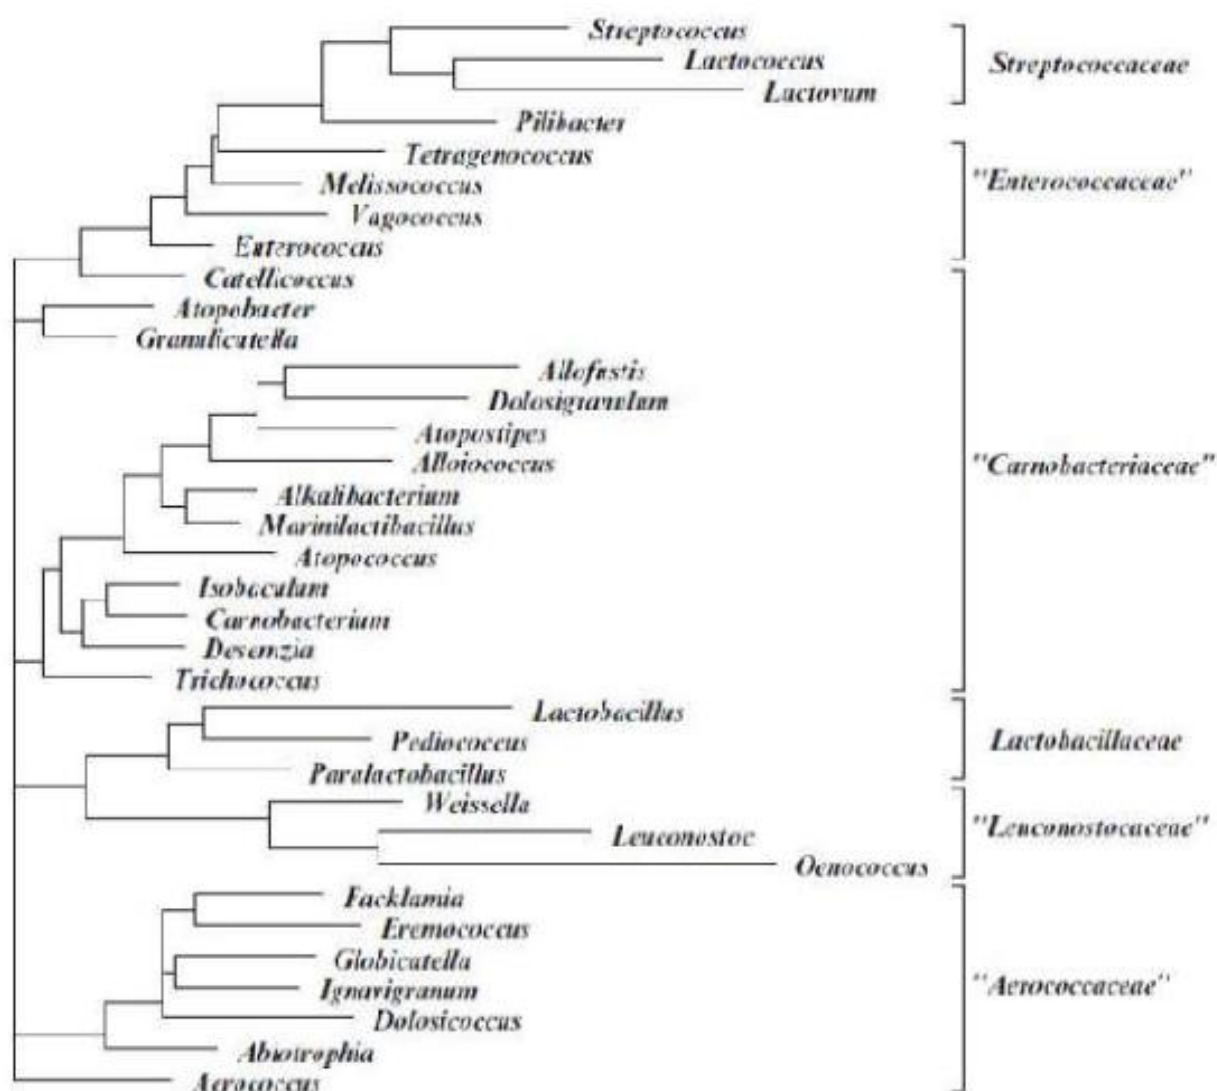 Streptococcus
Lactococcus
Streptococcaceae
Lactovum
Pilibacter
Tetragenococcus
"Enterococcaceae"
Melissococcus
Vagococcus
Enterococcus
Catellicoccus
Atopobacter
Granulicatella
Allofustis
Dolosigranulum
Atopostipes
Alloiococcus
"Carnobacteriaceae"
Alkalibacterium
Marinilactibacillus
Atopococcus
Isobaculum
Carnobacterium
Desemzia
Trichococcus
Lactobacillus
Pediococcus
Lactobacillaceae
Paralactobacillus
Weissella
"Leuconostocaceae"
Leuconostoc
Oenococcus
Facklamia
Eremococcus
Globicatella
Ignavigranum
"Aerococcaceae"
Dolosicoccus
Abiotrophia
Aerococcus